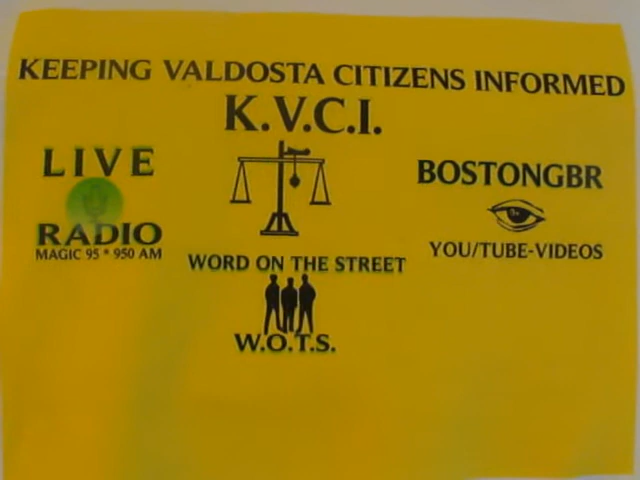 KEEPING VALDOSTA CITIZENS INFORMED
K.V.C.I.
LIVE
RADIO
MAGIC 95 * 950 AM
BOSTONGBR
YOU/TUBE-VIDEOS
WORD ON THE STREET
W.O.T.S.